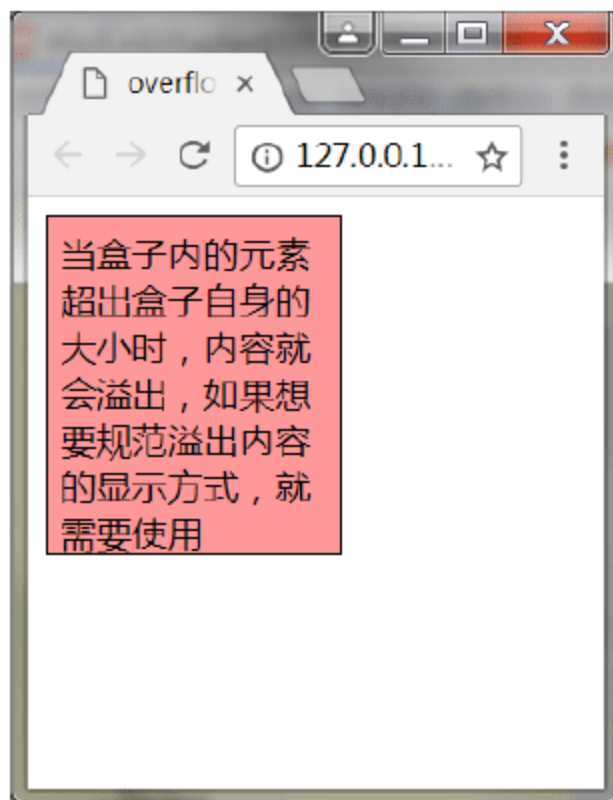 overflo
127.0.0.1...
当盒子内的元素
超出盒子自身的
大小时，内容就
会溢出，如果想
要规范溢出内容
的显示方式，就
需要使用